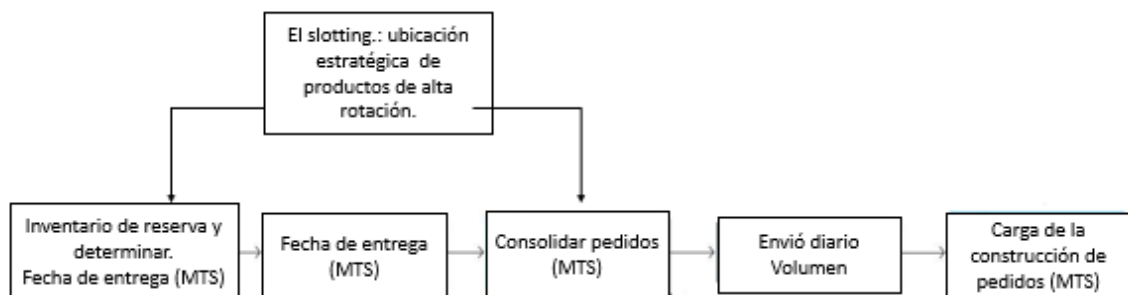 El slotting.: ubicación
estratégica de
productos de alta
rotación.
Inventario de reserva y
determinar.
Fecha de entrega (MTS)
Fecha de entrega
(MTS)
Consolidar pedidos
(MTS)
Envió diario
Volumen
Carga de la
construcción de
pedidos (MTS)